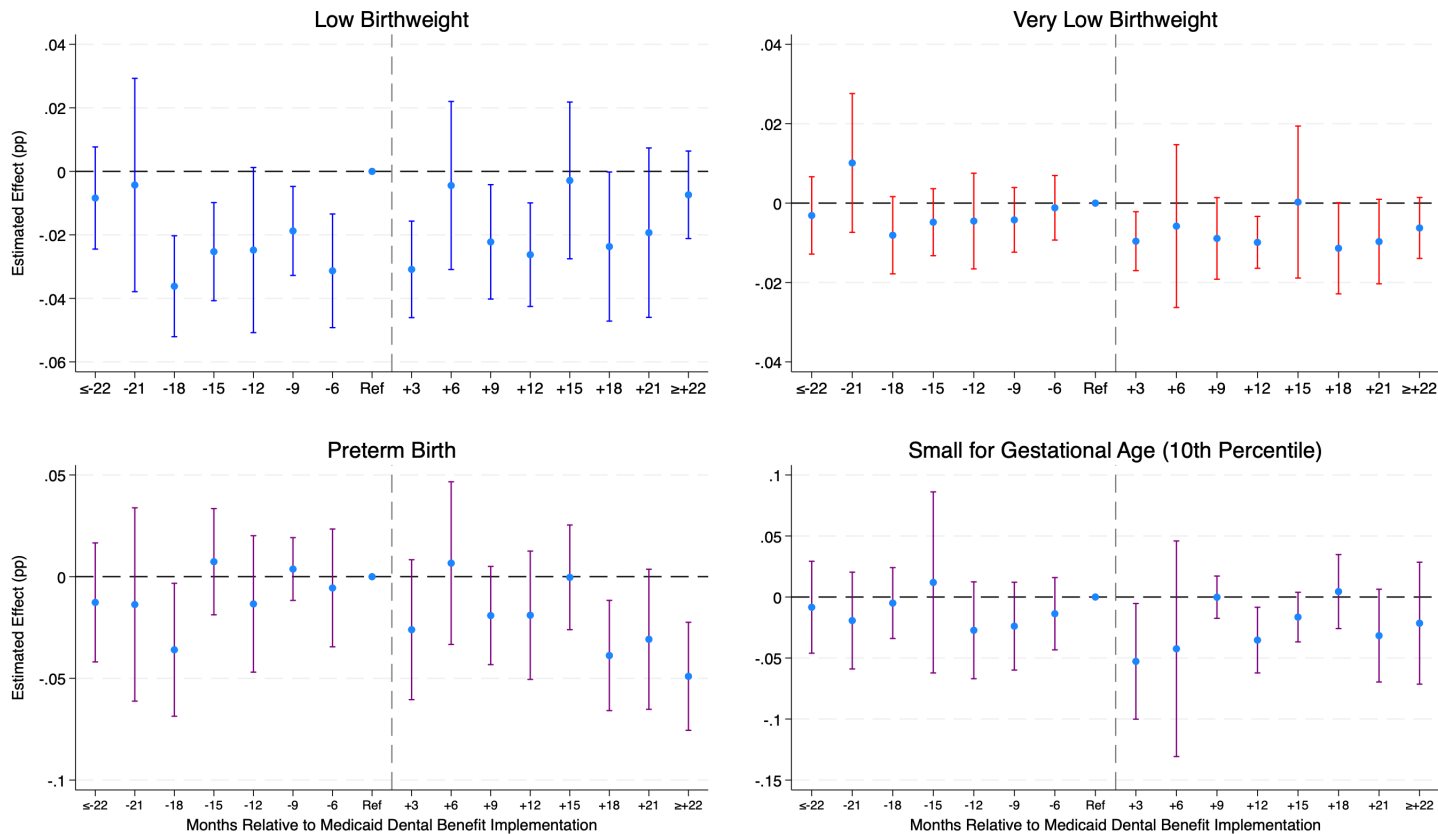 Low Birthweight
Estimated Effect (pp)
.04
.02
0
-.02
-.04
-.06
≤-22 -21 -18 -15 -12 -9 -6 Ref +3 +6 +9 +12 +15 +18 +21 ≥+22
Very Low Birthweight
.04
.02
0
-.02
-.04
≤-22 -21 -18 -15 -12 -9 -6 Ref +3 +6 +9 +12 +15 +18 +21 ≥+22
Preterm Birth
Estimated Effect (pp)
.05
0
-.05
-.1
≤-22 -21 -18 -15 -12 -9 -6 Ref +3 +6 +9 +12 +15 +18 +21 ≥+22
Months Relative to Medicaid Dental Benefit Implementation
Small for Gestational Age (10th Percentile)
.1
.05
0
-.05
-.1
-.15
≤-22 -21 -18 -15 -12 -9 -6 Ref +3 +6 +9 +12 +15 +18 +21 ≥+22
Months Relative to Medicaid Dental Benefit Implementation